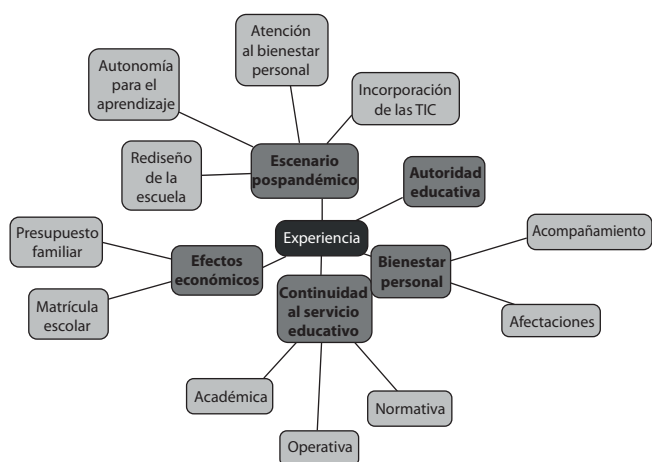 Atención
al bienestar
personal
Autonomía
para el
aprendizaje
Incorporación
de las TIC
Rediseño
de la
escuela
Escenario
pospandémico
Autoridad
educativa
Experiencia
Presupuesto
familiar
Efectos
económicos
Bienestar
personal
Acompañamiento
Matrícula
escolar
Continuidad
al servicio
educativo
Afectaciones
Académica
Normativa
Operativa